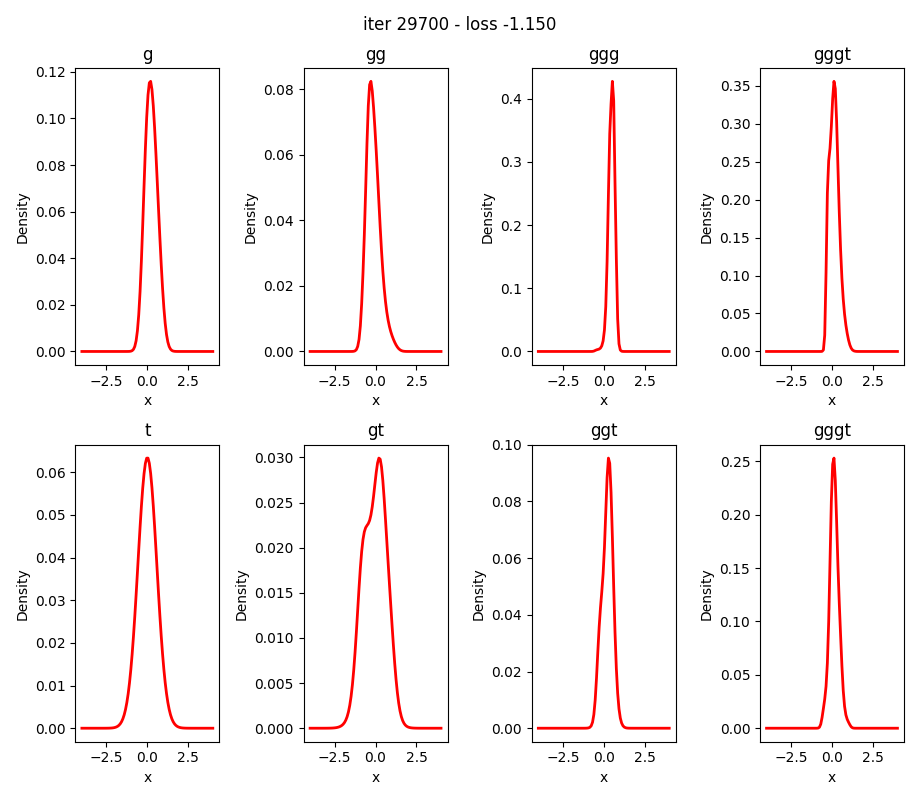 iter 29700 - loss -1.150
g
gg
ggg
gggt
0.12
0.10
0.08
0.06
0.04
0.02
0.00
Density
−2.5 0.0 2.5
x
0.08
0.06
0.04
0.02
0.00
Density
−2.5 0.0 2.5
x
0.4
0.3
0.2
0.1
0.0
Density
−2.5 0.0 2.5
x
0.35
0.30
0.25
0.20
0.15
0.10
0.05
0.00
Density
−2.5 0.0 2.5
x
t
gt
ggt
gggt
0.06
0.05
0.04
0.03
0.02
0.01
0.00
Density
−2.5 0.0 2.5
x
0.030
0.025
0.020
0.015
0.010
0.005
0.000
Density
−2.5 0.0 2.5
x
0.10
0.08
0.06
0.04
0.02
0.00
Density
−2.5 0.0 2.5
x
0.25
0.20
0.15
0.10
0.05
0.00
Density
−2.5 0.0 2.5
x